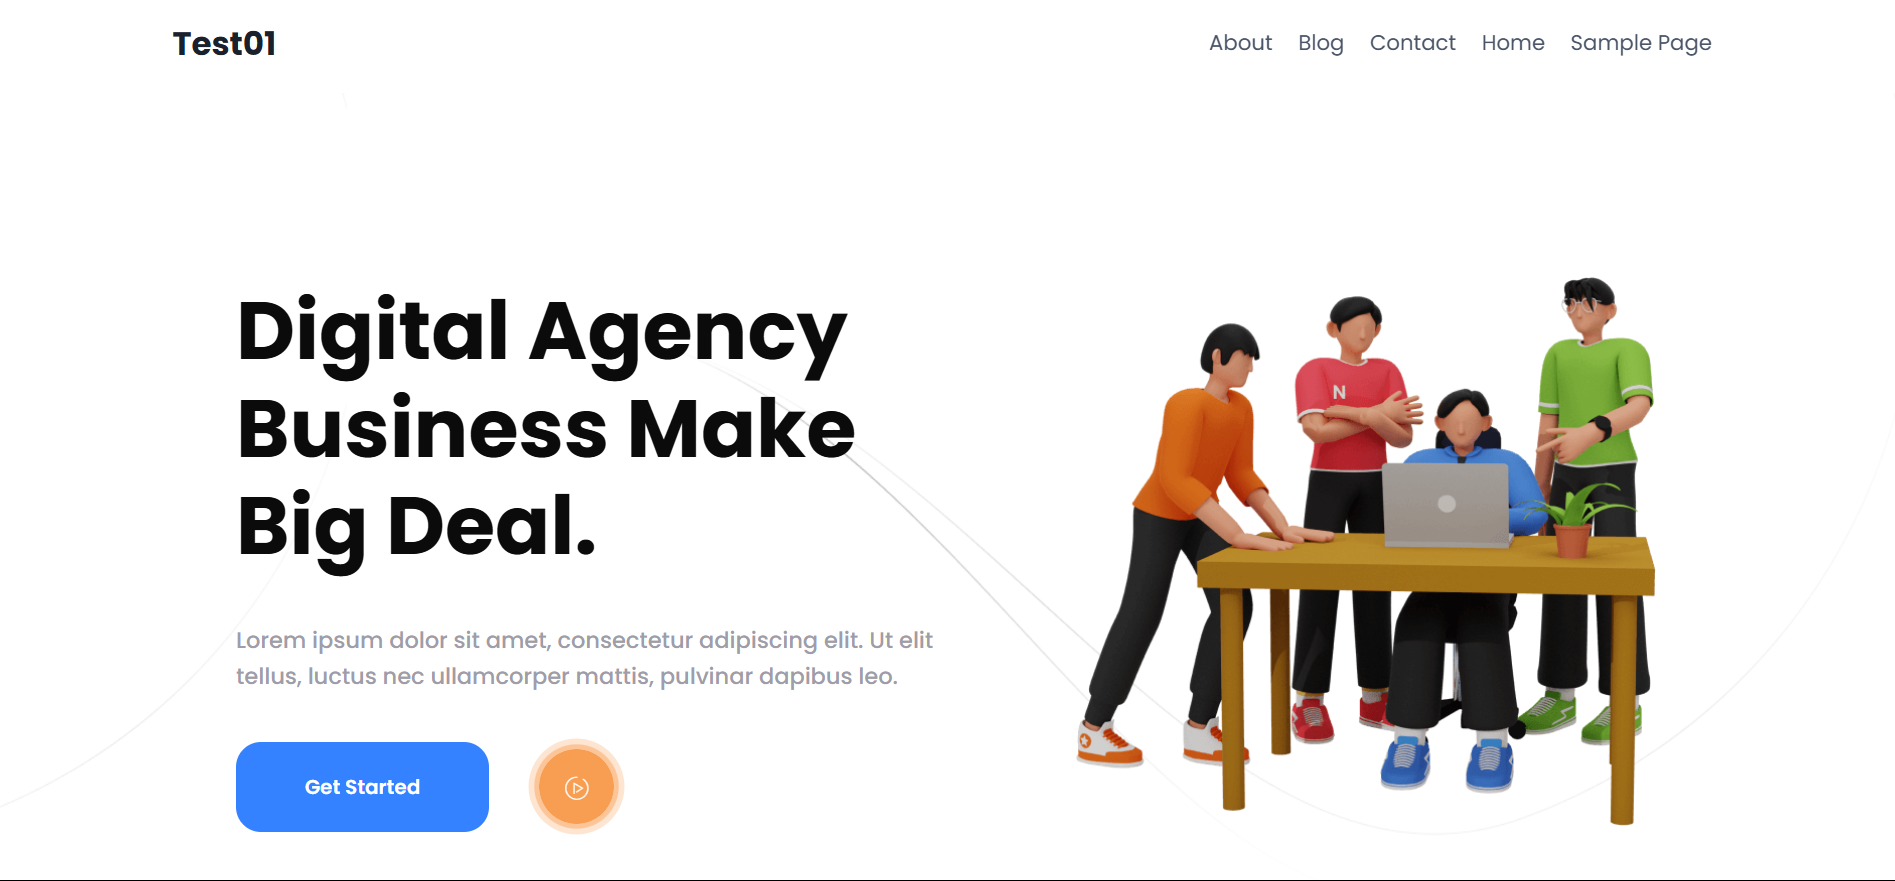 Test01
About Blog Contact Home Sample Page
Digital Agency
Business Make
Big Deal.
N
Lorem ipsum dolor sit amet, consectetur adipiscing elit. Ut elit
tellus, luctus nec ullamcorper mattis, pulvinar dapibus leo.
Get Started